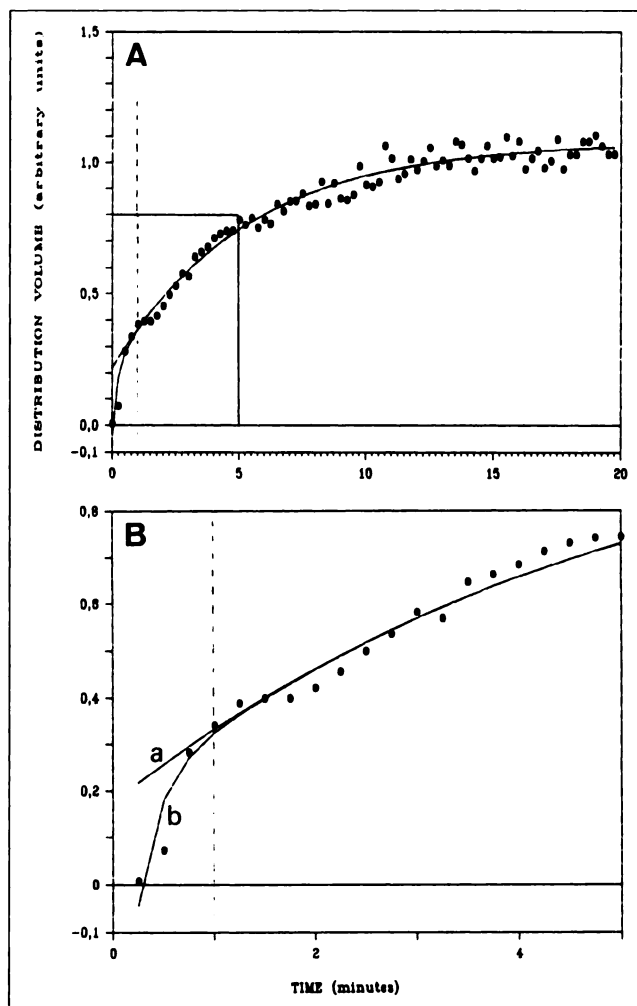 A
DISTRIBUTION VOLUME (arbitrary units)
1,5
1,0
0,5
0,0
-0,1
0 5 10 15 20
B
0,8
0,6
0,4
0,2
0
-0,1
a
b
0 2 4
TIME (minutes)